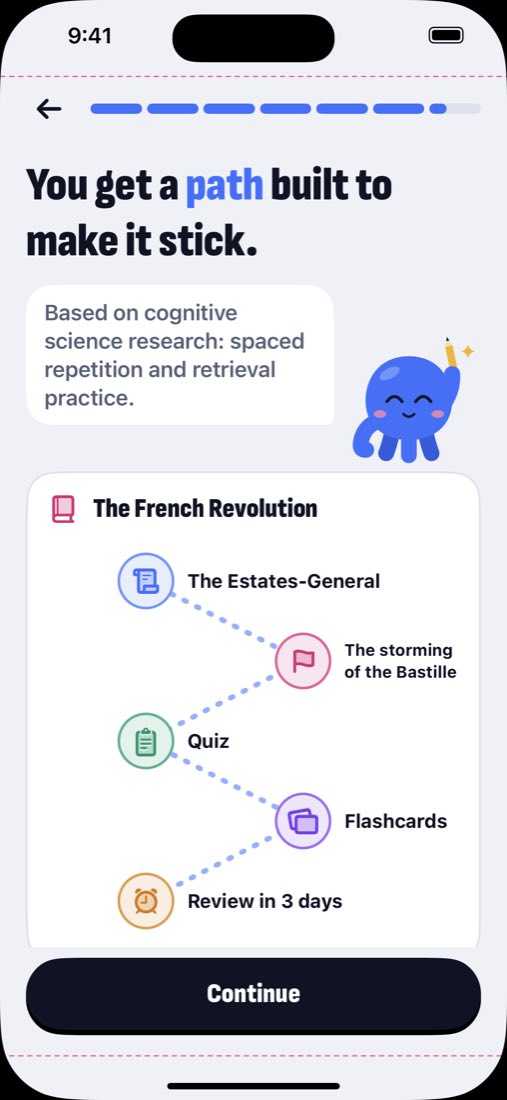 9:41
You get a path built to
make it stick.
Based on cognitive
science research: spaced
repetition and retrieval
practice.
The French Revolution
The Estates-General
The storming
of the Bastille
Quiz
Flashcards
Review in 3 days
Continue